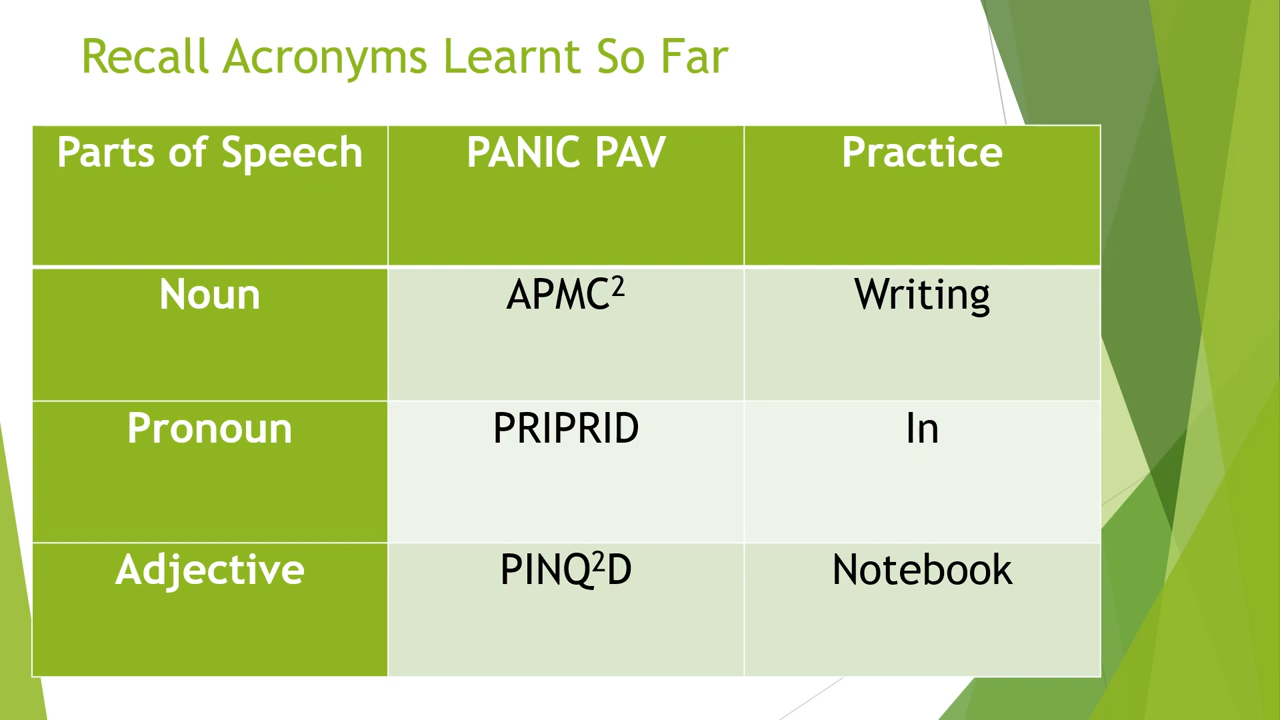 Recall Acronyms Learnt So Far
Parts of Speech PANIC PAV Practice
Noun APMC² Writing
Pronoun PRIPRID In
Adjective PINQ²D Notebook